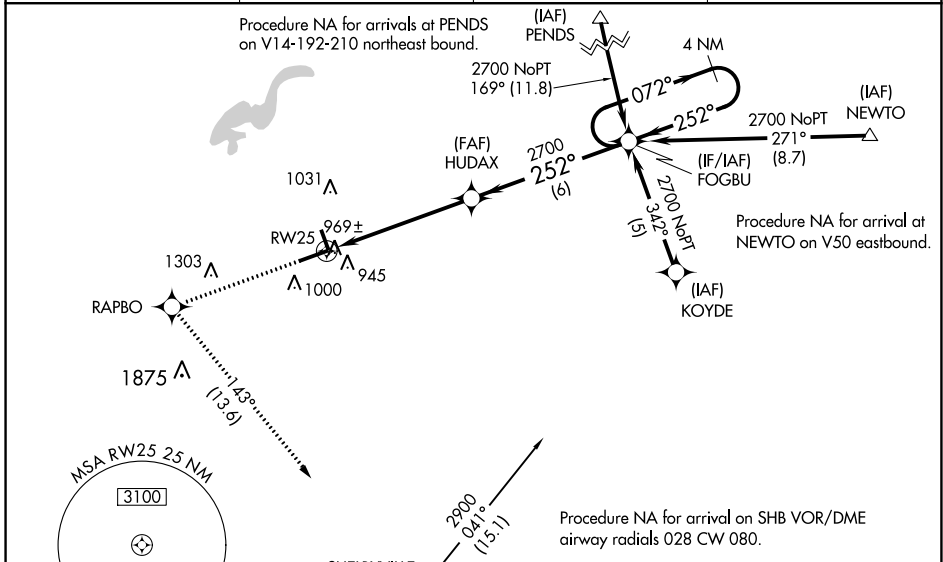 Procedure NA for arrivals at PENDS
on V14-192-210 northeast bound.
(IAF)
PENDS
4 NM
2700 NoPT
169° (11.8)
072°
252°
(IAF)
NEWTO
2700 NoPT
271°
(8.7)
(FAF)
HUDAX
2700
252°
(6)
(IF/IAF)
FOGBU
1031
2700 NoPT
342°
(5)
Procedure NA for arrival at
NEWTO on V50 eastbound.
RW25
969±
945
1303
1000
(IAF)
KOYDE
RAPBO
1875
143°
(13.6)
MSA RW25 25 NM
3100
2900
041°
(15.1)
Procedure NA for arrival on SHB VOR/DME
airway radials 028 CW 080.